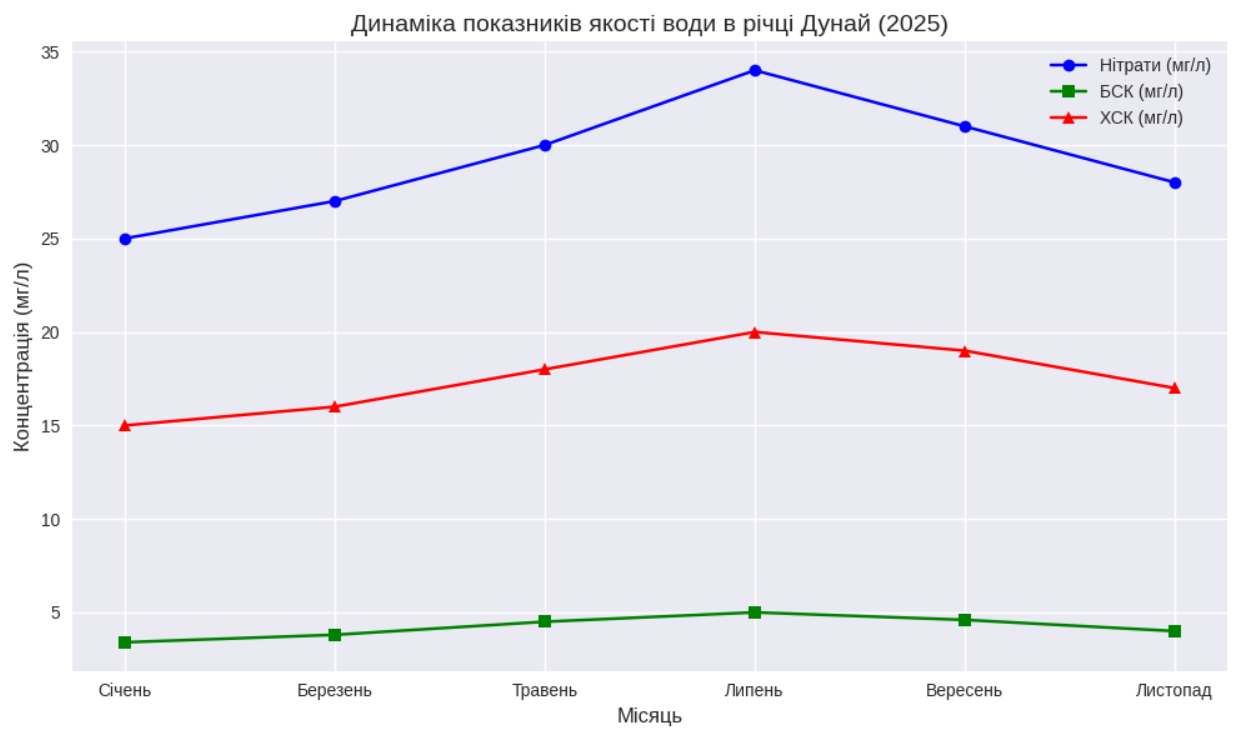 Динаміка показників якості води в річці Дунай (2025)
Нітрати (мг/л)
БСК (мг/л)
ХСК (мг/л)
Концентрація (мг/л)
35
30
25
20
15
10
5
Січень
Березень
Травень
Липень
Вересень
Листопад
Місяць